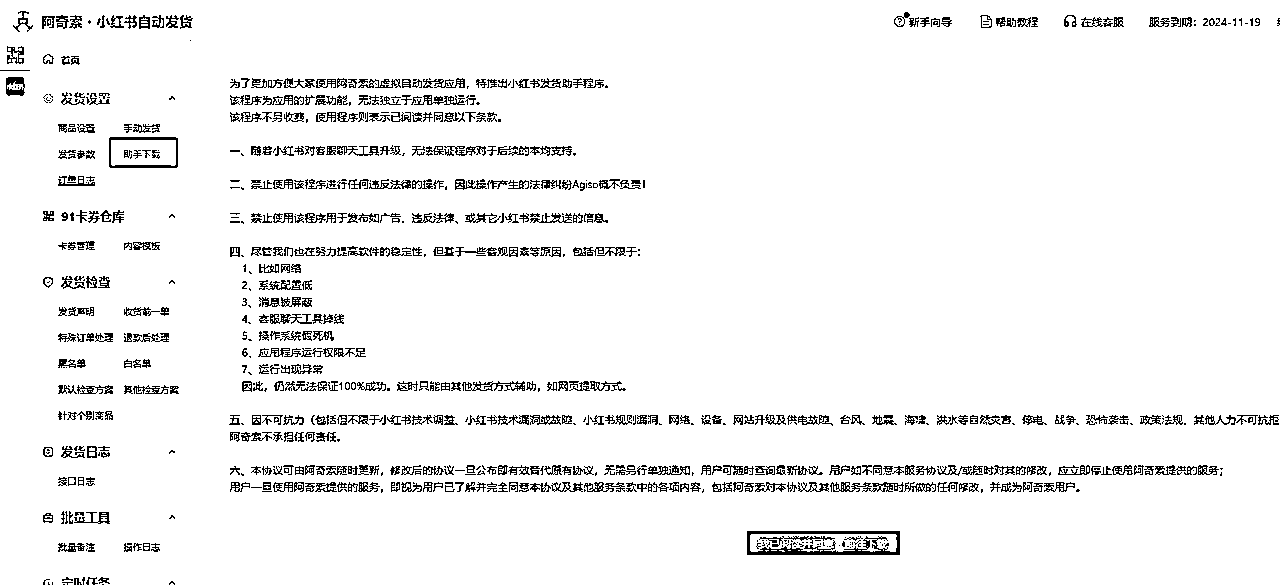 阿奇索·小红书自动发货
新手向导
帮助教程
在线客服
服务到期：2024-11-19
首页
发货设置
商品设置 手动发货
发货参数 助手下载
订单日志
91卡券仓库
卡券管理 内容模板
发货检查
发货声明 收货前一单
特殊订单处理 退款后处理
黑名单 白名单
默认检查方案 其他检查方案
针对个别商品
发货日志
接口日志
批量工具
批量备注 操作日志
定时任务
为了更加方便大家使用阿奇索的虚拟自动发货应用，特推出小红书发货助手程序。
该程序为应用的扩展功能，无法独立于应用单独运行。
该程序不另收费，使用程序则表示已阅读并同意以下条款。
一、随着小红书对客服聊天工具升级，无法保证程序对于后续的本均支持。
二、禁止使用该程序进行任何违反法律的操作，因此操作产生的法律纠纷Agiso概不负责！
三、禁止使用该程序用于发布如广告、违反法律、或其它小红书禁止发送的信息。
四、尽管我们也在努力提高软件的稳定性，但基于一些客观因素等原因，包括但不限于：
1、比如网络
2、系统配置低
3、消息被屏蔽
4、客服聊天工具掉线
5、操作系统假死机
6、应用程序运行权限不足
7、运行出现异常
因此，仍然无法保证100%成功。这时只能由其他发货方式辅助，如网页提取方式。
五、因不可抗力（包括但不限于小红书技术调整、小红书技术漏洞或故障、小红书规则漏洞、网络、设备、网站升级及供电故障、台风、地震、海啸、洪水等自然灾害、停电、战争、恐怖袭击、政策法规、其他人力不可抗拒
阿奇索不承担任何责任。
六、本协议可由阿奇索随时更新，修改后的协议一旦公布即有效替代原有协议，无需另行单独通知，用户可随时查询最新协议。用户如不同意本服务协议及/或随时对其的修改，应立即停止使用阿奇索提供的服务；
用户一旦使用阿奇索提供的服务，即视为用户已了解并完全同意本协议及其他服务条款中的各项内容，包括阿奇索对本协议及其他服务条款随时所做的任何修改，并成为阿奇索用户。
我已阅读并同意，前往下载